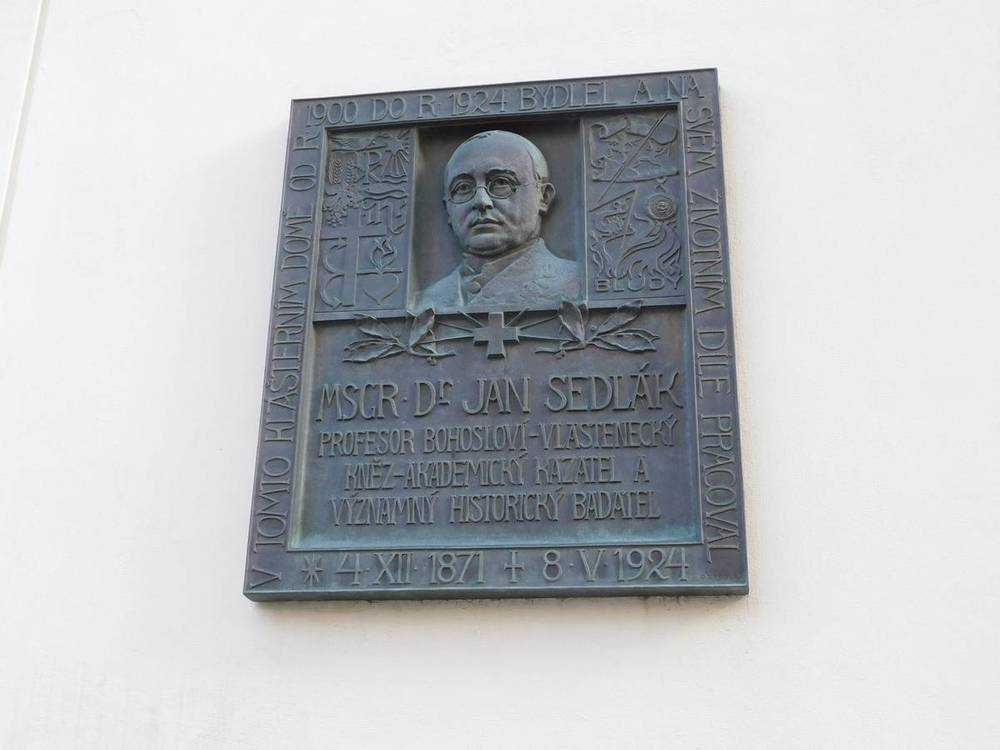 V TOMTO KLÁŠTERNÍM DOMĚ OD R.
1900 DO R. 1924 BYDLEL A NA
SVÉM ŽIVOTNÍM DÍLE PRACOVAL
BLUDY
MSGR. Dr JAN SEDLÁK
PROFESOR BOHOSLOVÍ-VLASTENECKÝ
KNĚZ-AKADEMICKÝ KAZATEL A
VÝZNAMNÝ HISTORICKÝ BADATEL
* 4. XII. 1871 + 8. V. 1924